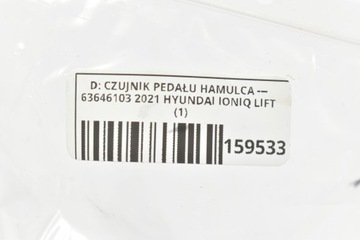 D: CZUJNIK PEDAŁU HAMULCA ---
63646103 2021 HYUNDAI IONIQ LIFT
(1)
159533